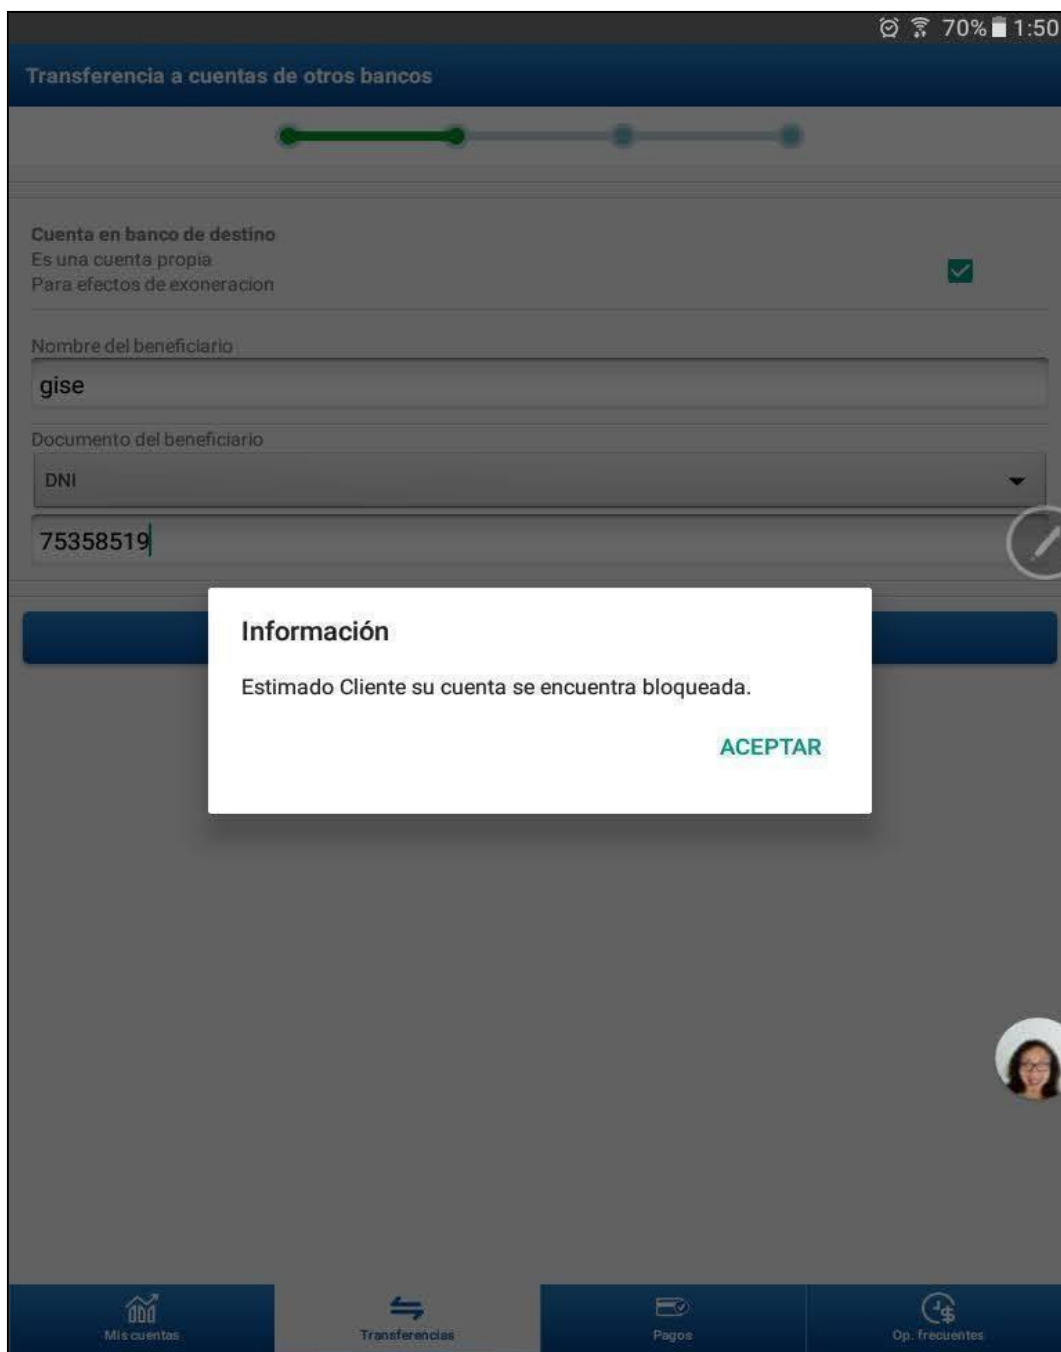 70% 1:50
Transferencia a cuentas de otros bancos
Cuenta en banco de destino
Es una cuenta propia
Para efectos de exoneracion
Nombre del beneficiario
gise
Documento del beneficiario
DNI
75358519
Información
Estimado Cliente su cuenta se encuentra bloqueada.
ACEPTAR
Mis cuentas
Transferencias
Pagos
Op. frecuentes